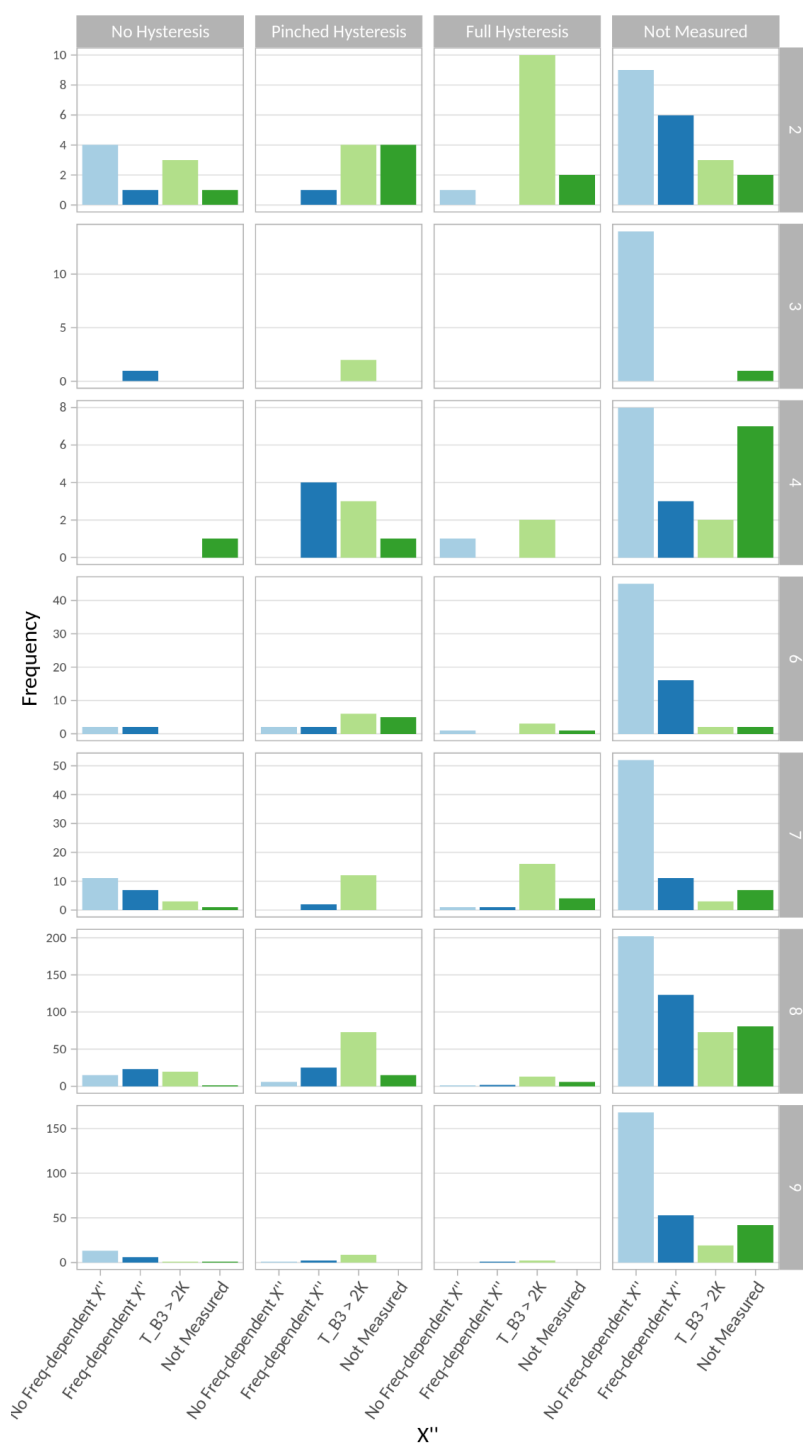 No Hysteresis
Pinched Hysteresis
Full Hysteresis
Not Measured
10
8
6
4
2
0
2
10
5
0
3
8
6
4
2
0
4
40
30
20
10
0
6
50
40
30
20
10
0
7
200
150
100
50
0
8
150
100
50
0
9
Frequency
No Freq-dependent X''
Freq-dependent X''
T_B3 > 2K
Not Measured
No Freq-dependent X''
Freq-dependent X''
T_B3 > 2K
Not Measured
No Freq-dependent X''
Freq-dependent X''
T_B3 > 2K
Not Measured
No Freq-dependent X''
Freq-dependent X''
T_B3 > 2K
Not Measured
X''